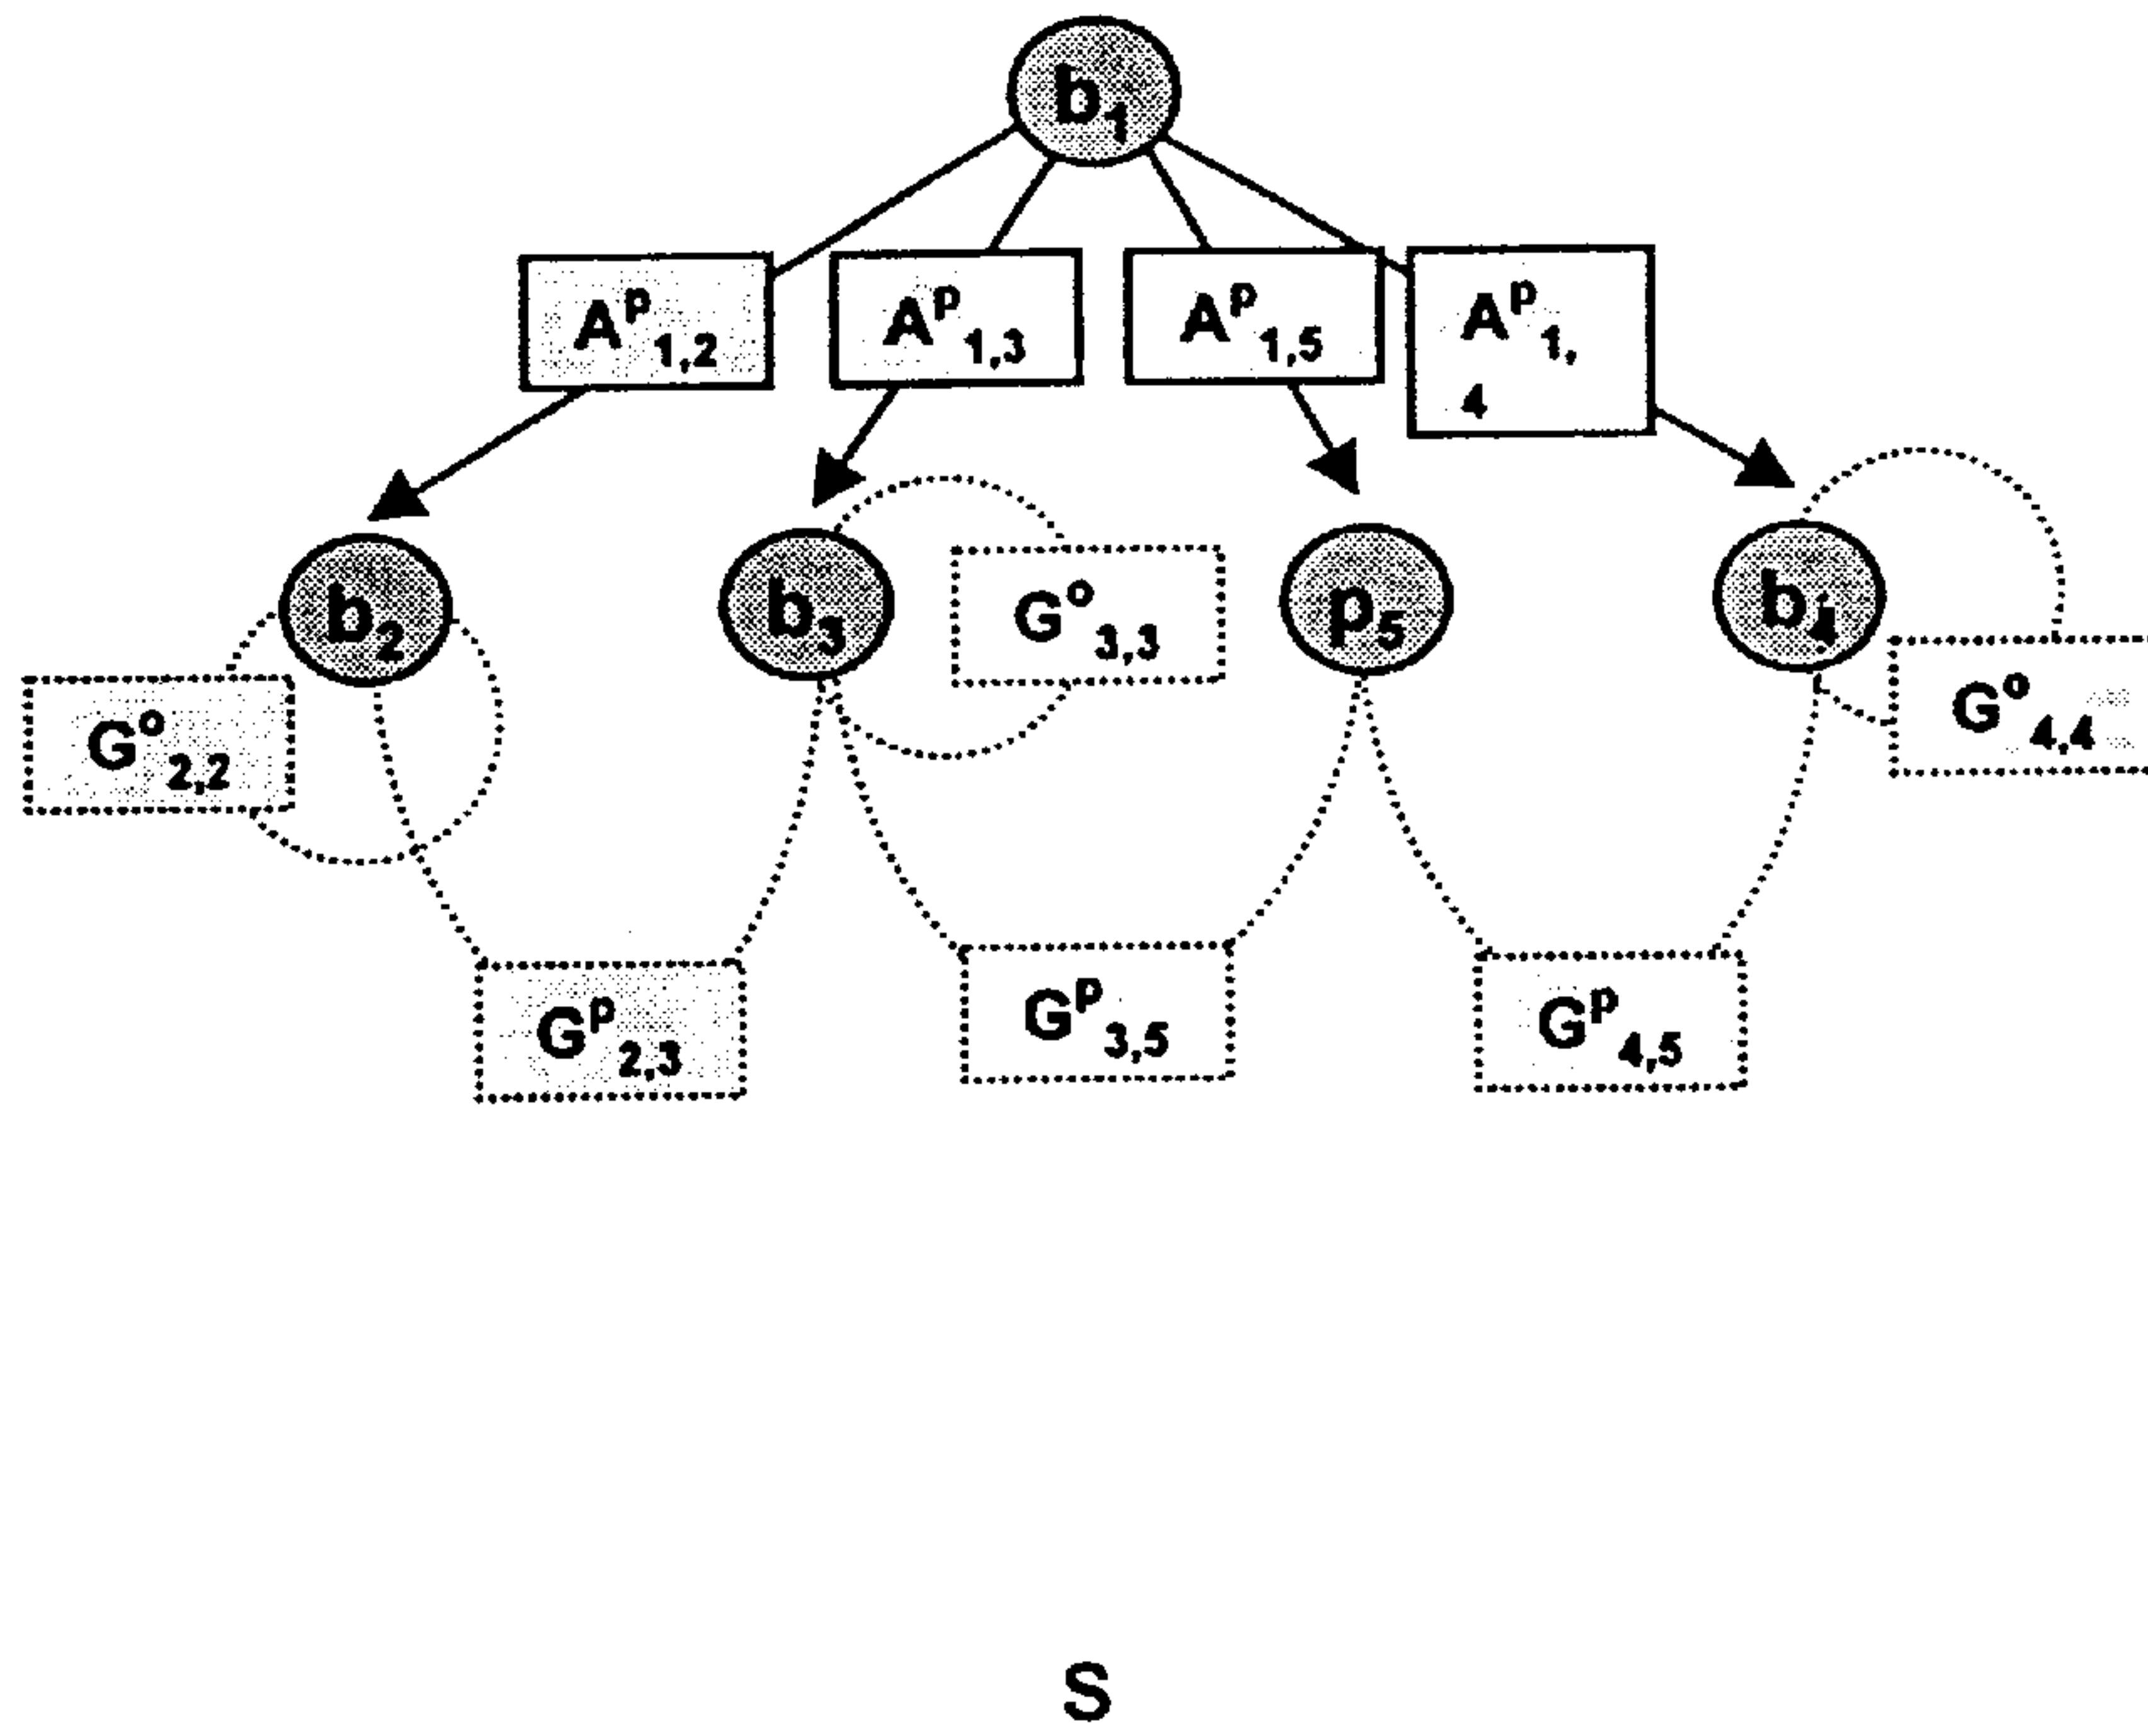 b1
Ap1,2
Ap1,3
Ap1,5
Ap1,
4
b2
b3
Go3,3
p5
b4
Go2,2
Go4,4
Gp2,3
Gp3,5
Gp4,5
S